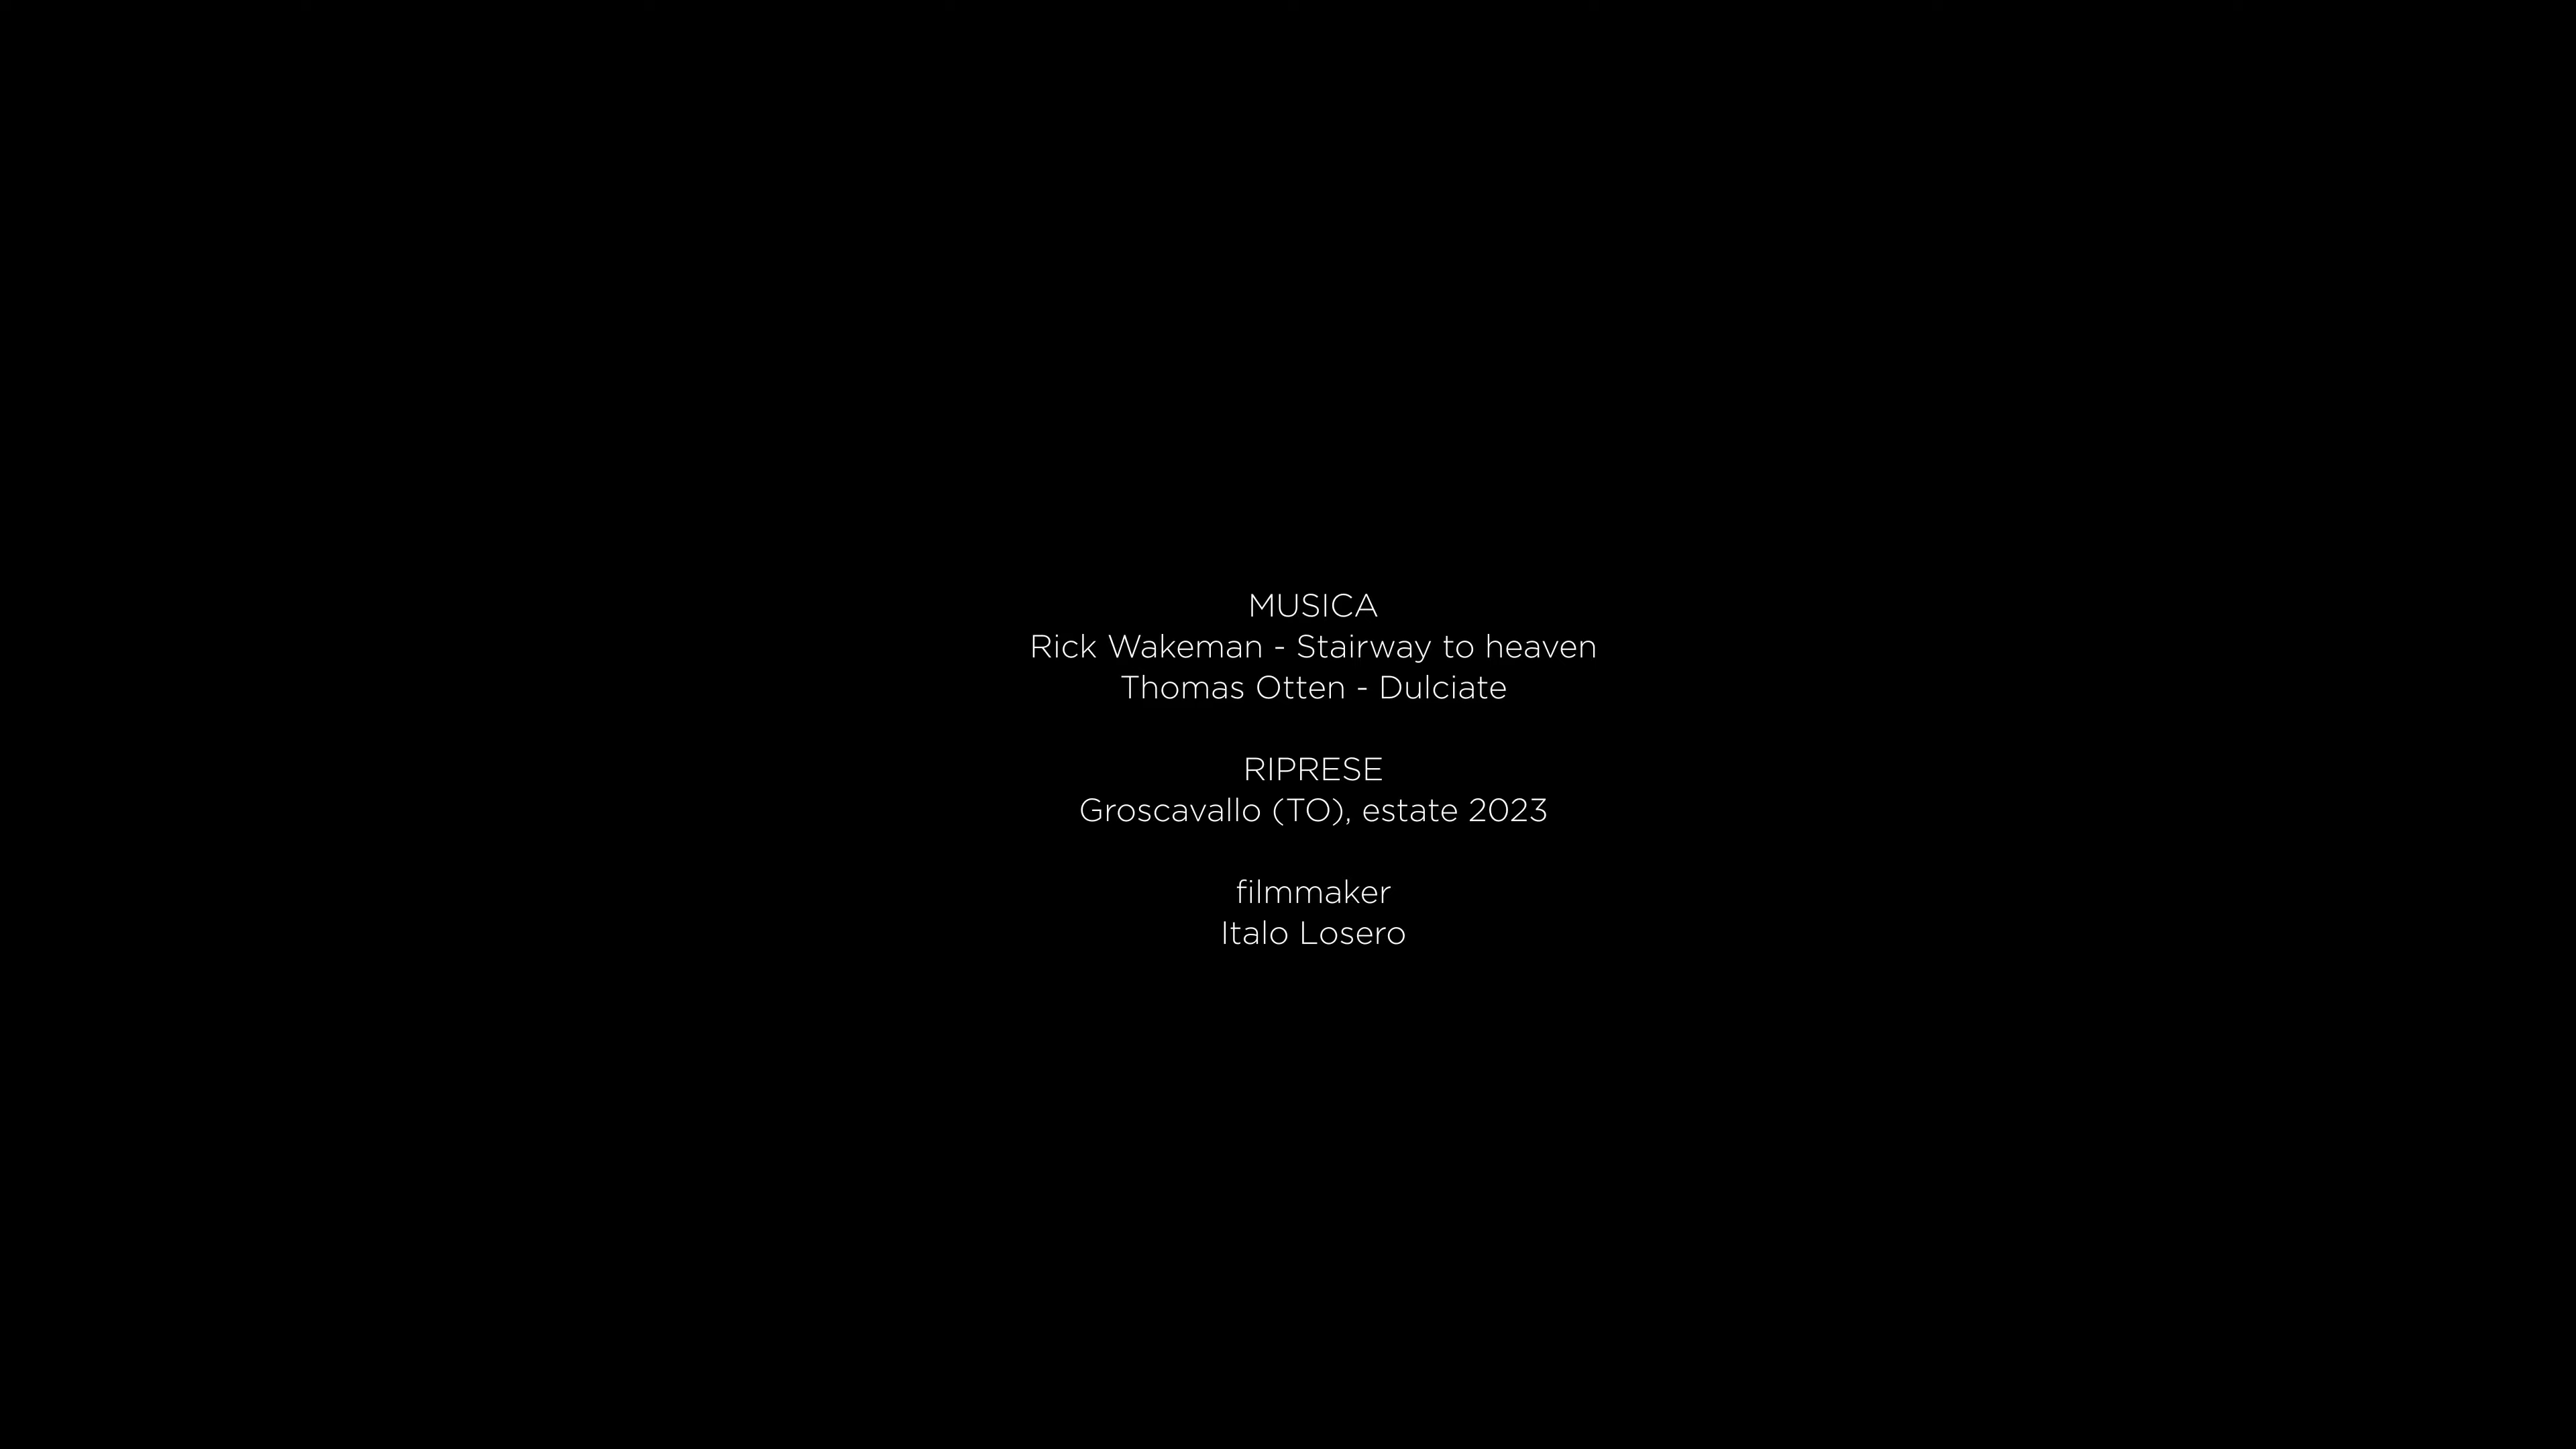 MUSICA
Rick Wakeman - Stairway to heaven
Thomas Otten - Dulciate
RIPRESE
Groscavallo (TO), estate 2023
filmmaker
Italo Losero